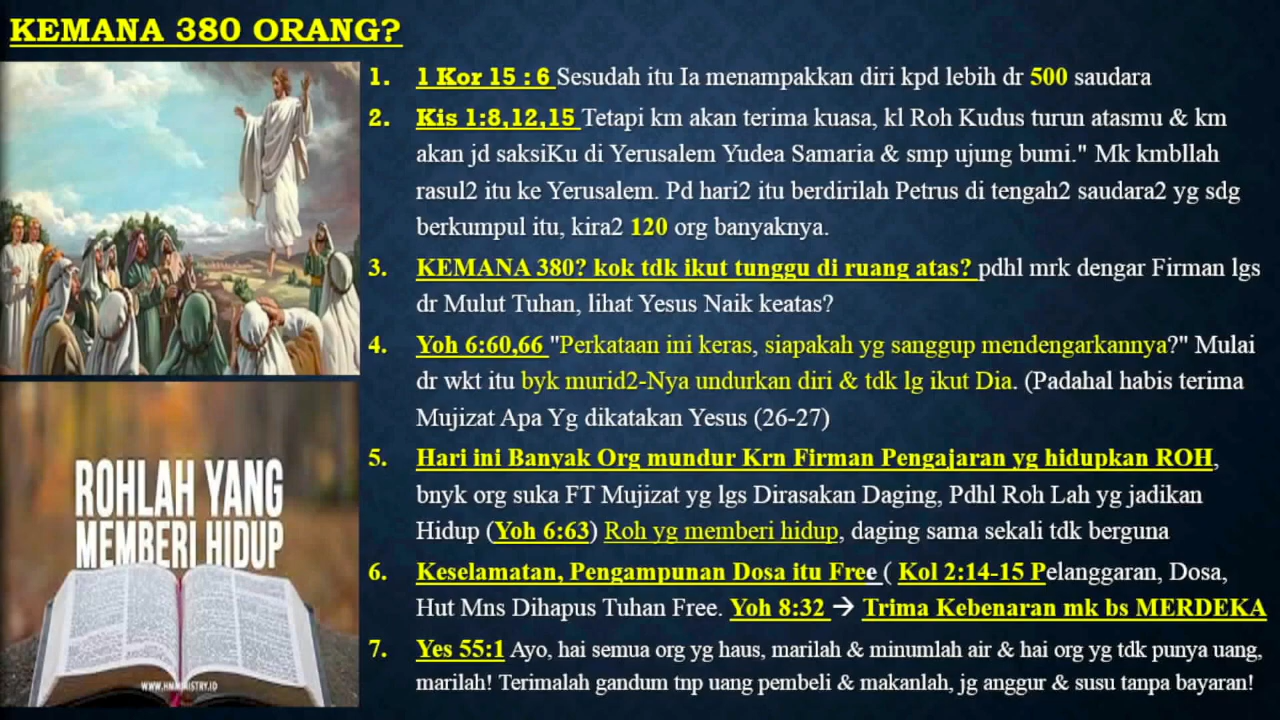 KEMANA 380 ORANG?
1. 1 Kor 15 : 6 Sesudah itu Ia menampakkan diri kpd lebih dr 500 saudara
2. Kis 1:8,12,15 Tetapi km akan terima kuasa, kl Roh Kudus turun atasmu & km
akan jd saksiKu di Yerusalem Yudea Samaria & smp ujung bumi." Mk kmbllah
rasul2 itu ke Yerusalem. Pd hari2 itu berdirilah Petrus di tengah2 saudara2 yg sdg
berkumpul itu, kira2 120 org banyaknya.
3. KEMANA 380? kok tdk ikut tunggu di ruang atas? pdhl mrk dengar Firman lgs
dr Mulut Tuhan, lihat Yesus Naik keatas?
4. Yoh 6:60,66 "Perkataan ini keras, siapakah yg sanggup mendengarkannya?" Mulai
dr wkt itu byk murid2-Nya undurkan diri & tdk lg ikut Dia. (Padahal habis terima
Mujizat Apa Yg dikatakan Yesus (26-27)
5. Hari ini Banyak Org mundur Krn Firman Pengajaran yg hidupkan ROH,
bnyk org suka FT Mujizat yg lgs Dirasakan Daging, Pdhl Roh Lah yg jadikan
Hidup (Yoh 6:63) Roh yg memberi hidup, daging sama sekali tdk berguna
6. Keselamatan, Pengampunan Dosa itu Free ( Kol 2:14-15 Pelanggaran, Dosa,
Hut Mns Dihapus Tuhan Free. Yoh 8:32 → Trima Kebenaran mk bs MERDEKA
7. Yes 55:1 Ayo, hai semua org yg haus, marilah & minumlah air & hai org yg tdk punya uang,
marilah! Terimalah gandum tnp uang pembeli & makanlah, jg anggur & susu tanpa bayaran!
ROHLAH YANG
MEMBERI HIDUP
WWW.HMMINISTRY.ID